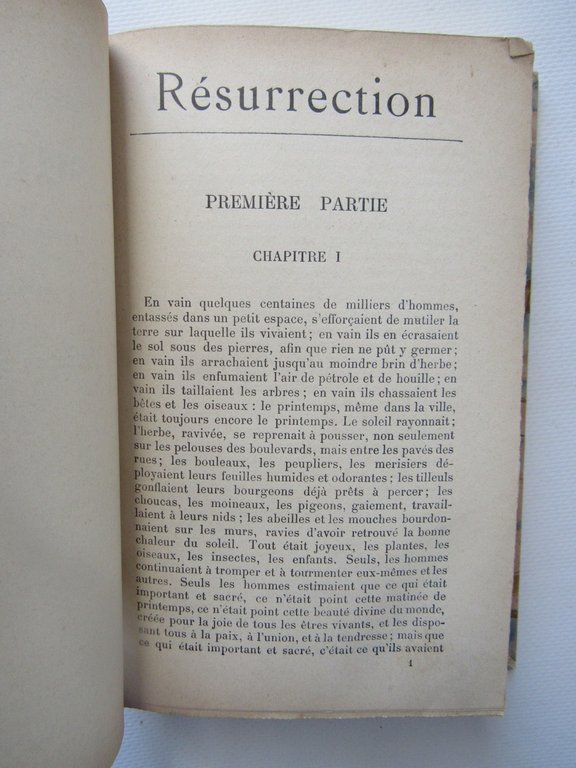 Résurrection
PREMIÈRE PARTIE
CHAPITRE I
En vain quelques centaines de milliers d'hommes,
entassés dans un petit espace, s'efforçaient de mutiler la
terre sur laquelle ils vivaient; en vain ils en écrasaient
le sol sous des pierres, afin que rien ne pût y germer;
en vain ils arrachaient jusqu'au moindre brin d'herbe;
en vain ils enfumaient l'air de pétrole et de houille; en
vain ils taillaient les arbres; en vain ils chassaient les
bêtes et les oiseaux : le printemps, même dans la ville,
était toujours encore le printemps. Le soleil rayonnait;
l'herbe, ravivée, se reprenait à pousser, non seulement
sur les pelouses des boulevards, mais entre les pavés des
rues; les bouleaux, les peupliers, les merisiers dé-
ployaient leurs feuilles humides et odorantes; les tilleuls
gonflaient leurs bourgeons déjà prêts à percer; les
choucas, les moineaux, les pigeons, gaiement, travail-
laient à leurs nids; les abeilles et les mouches bourdon-
naient sur les murs, ravies d'avoir retrouvé la bonne
chaleur du soleil. Tout était joyeux, les plantes, les
oiseaux, les insectes, les enfants. Seuls, les hommes
continuaient à tromper et à tourmenter eux-mêmes et les
autres. Seuls les hommes estimaient que ce qui était
important et sacré, ce n'était point cette matinée de
printemps, ce n'était point cette beauté divine du monde,
créée pour la joie de tous les êtres vivants, et les dispo-
sant tous à la paix, à l'union, et à la tendresse; mais que
ce qui était important et sacré, c'était ce qu'ils avaient
1